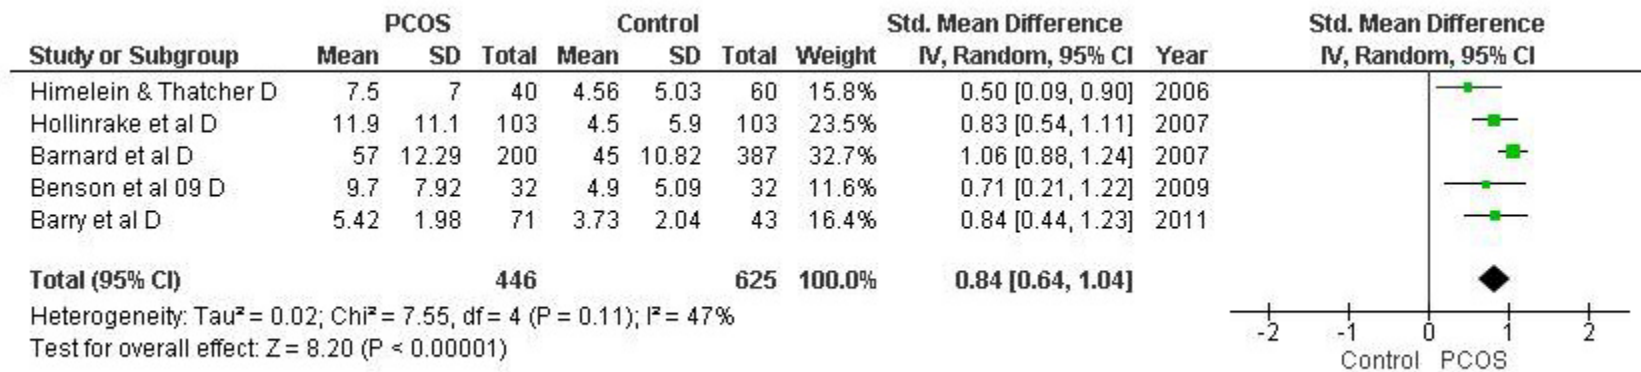 PCOS Control Std. Mean Difference Std. Mean Difference
Study or Subgroup Mean SD Total Mean SD Total Weight IV, Random, 95% CI Year IV, Random, 95% CI
Himelein & Thatcher D 7.5 7 40 4.56 5.03 60 15.8% 0.50 [0.09, 0.90] 2006
Hollinrake et al D 11.9 11.1 103 4.5 5.9 103 23.5% 0.83 [0.54, 1.11] 2007
Barnard et al D 57 12.29 200 45 10.82 387 32.7% 1.06 [0.88, 1.24] 2007
Benson et al 09 D 9.7 7.92 32 4.9 5.09 32 11.6% 0.71 [0.21, 1.22] 2009
Barry et al D 5.42 1.98 71 3.73 2.04 43 16.4% 0.84 [0.44, 1.23] 2011
Total (95% CI) 446 625 100.0% 0.84 [0.64, 1.04]
Heterogeneity: Tau² = 0.02; Chi² = 7.55, df = 4 (P = 0.11); I² = 47%
Test for overall effect: Z = 8.20 (P < 0.00001)
-2 -1 0 1 2
Control PCOS